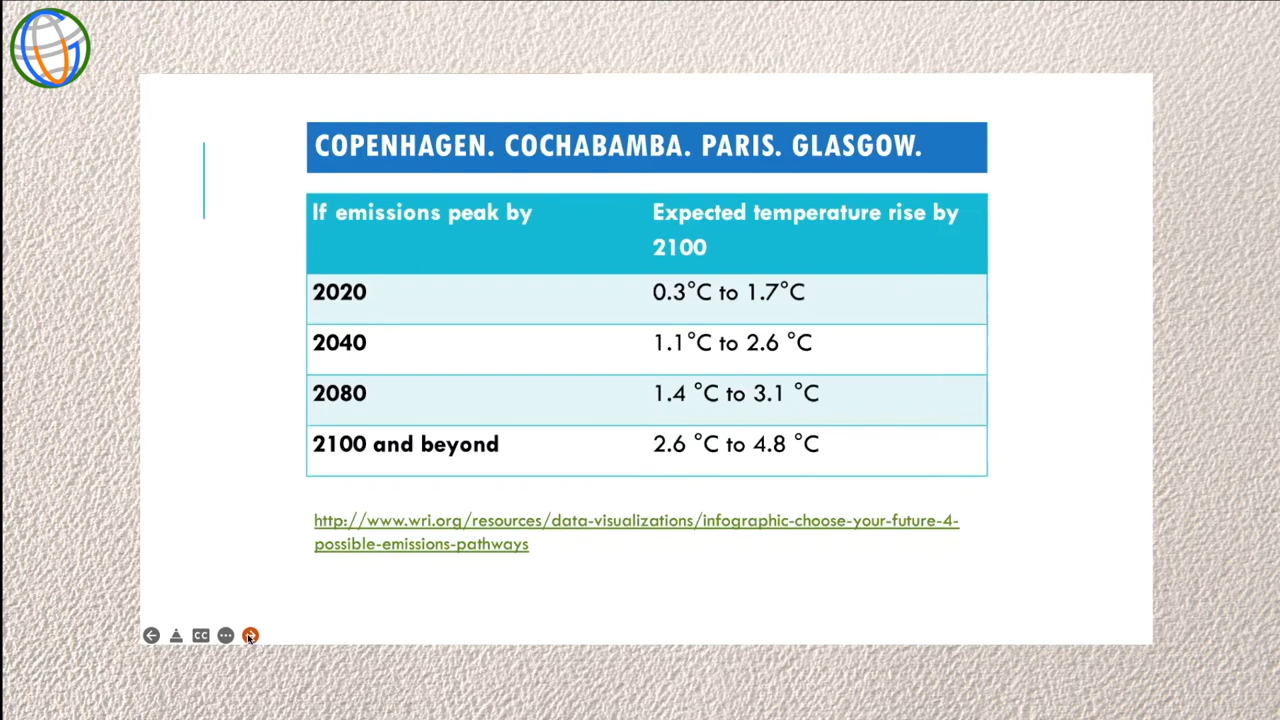 COPENHAGEN. COCHABAMBA. PARIS. GLASGOW.
If emissions peak by
Expected temperature rise by
2100
2020
0.3°C to 1.7°C
2040
1.1°C to 2.6 °C
2080
1.4 °C to 3.1 °C
2100 and beyond
2.6 °C to 4.8 °C
http://www.wri.org/resources/data-visualizations/infographic-choose-your-future-4-
possible-emissions-pathways
CC